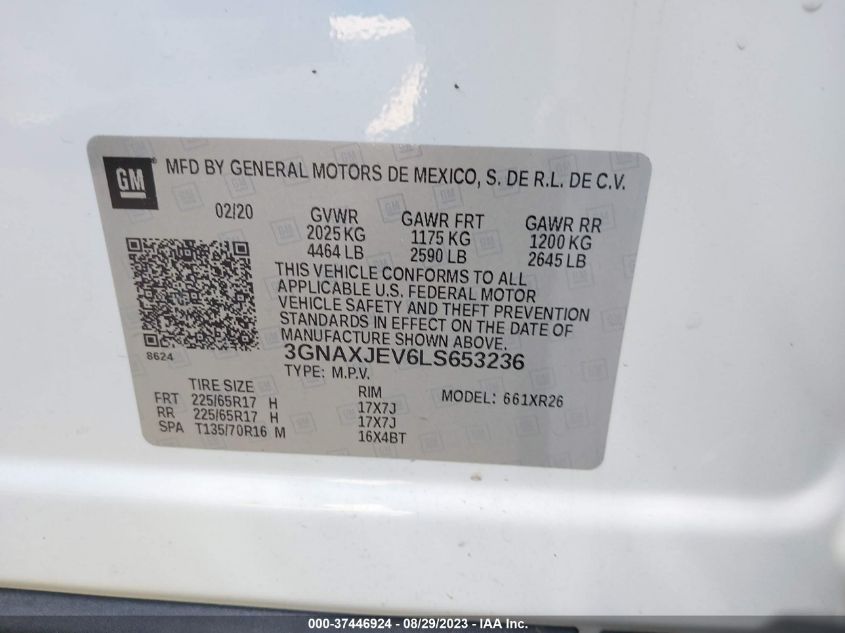 GM
MFD BY GENERAL MOTORS DE MEXICO, S. DE R.L. DE C.V.
02/20 GVWR GAWR FRT GAWR RR
2025 KG 1175 KG 1200 KG
4464 LB 2590 LB 2645 LB
THIS VEHICLE CONFORMS TO ALL
APPLICABLE U.S. FEDERAL MOTOR
VEHICLE SAFETY AND THEFT PREVENTION
STANDARDS IN EFFECT ON THE DATE OF
MANUFACTURE SHOWN ABOVE.
8624
3GNAXJEV6LS653236
TYPE: M.P.V.
TIRE SIZE RIM MODEL: 661XR26
FRT 225/65R17 H 17X7J
RR 225/65R17 H 17X7J
SPA T135/70R16 M 16X4BT
000-37446924 - 08/29/2023 - IAA Inc.